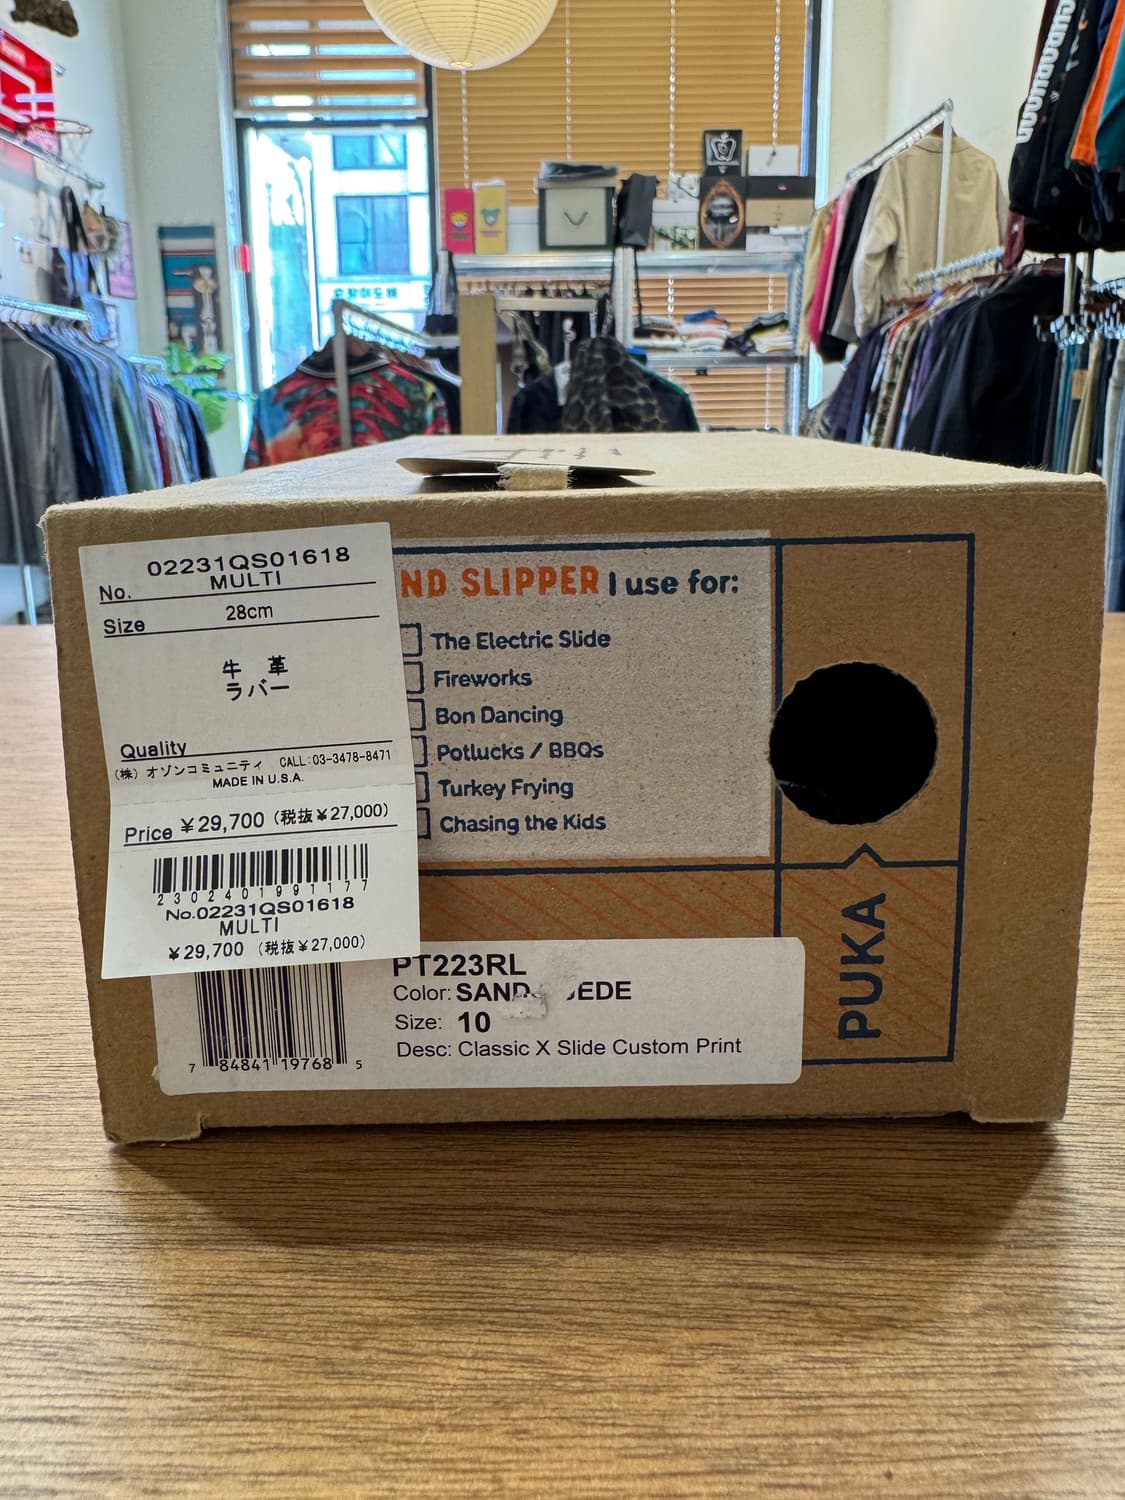 02231QS01618
MULTI
No.
Size 28cm
牛 革
ラバー
Quality
(株) オゾンコミュニティ CALL:03-3478-8471
MADE IN U.S.A.
Price ¥29,700 (税抜¥27,000)
2302401991177
No.02231QS01618
MULTI
¥29,700 (税抜¥27,000)
ND SLIPPER I use for:
The Electric Slide
Fireworks
Bon Dancing
Potlucks / BBQs
Turkey Frying
Chasing the Kids
PUKA
PT223RL
Color: SAND EDE
Size: 10
Desc: Classic X Slide Custom Print
7 84841 19768 5